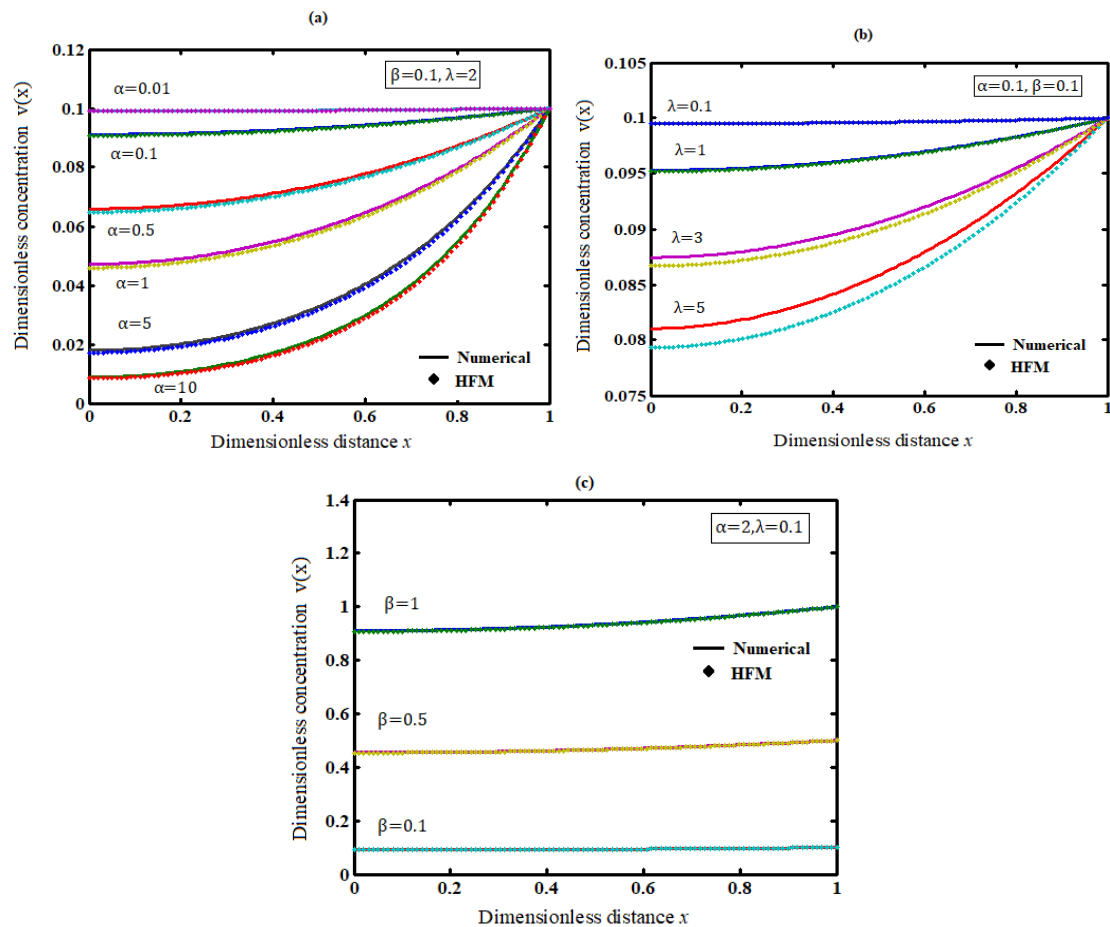 (a)
Dimensionless concentration v(x)
0.12
0.1
0.08
0.06
0.04
0.02
0
α=0.01
β=0.1, λ=2
α=0.1
α=0.5
α=1
α=5
α=10
Numerical
HFM
0 0.2 0.4 0.6 0.8 1
Dimensionless distance x
(b)
Dimensionless concentration v(x)
0.105
0.1
0.095
0.09
0.085
0.08
0.075
α=0.1, β=0.1
λ=0.1
λ=1
λ=3
λ=5
Numerical
HFM
0 0.2 0.4 0.6 0.8 1
Dimensionless distance x
(c)
Dimensionless concentration v(x)
1.4
1.2
1
0.8
0.6
0.4
0.2
0
α=2,λ=0.1
β=1
Numerical
HFM
β=0.5
β=0.1
0 0.2 0.4 0.6 0.8 1
Dimensionless distance x